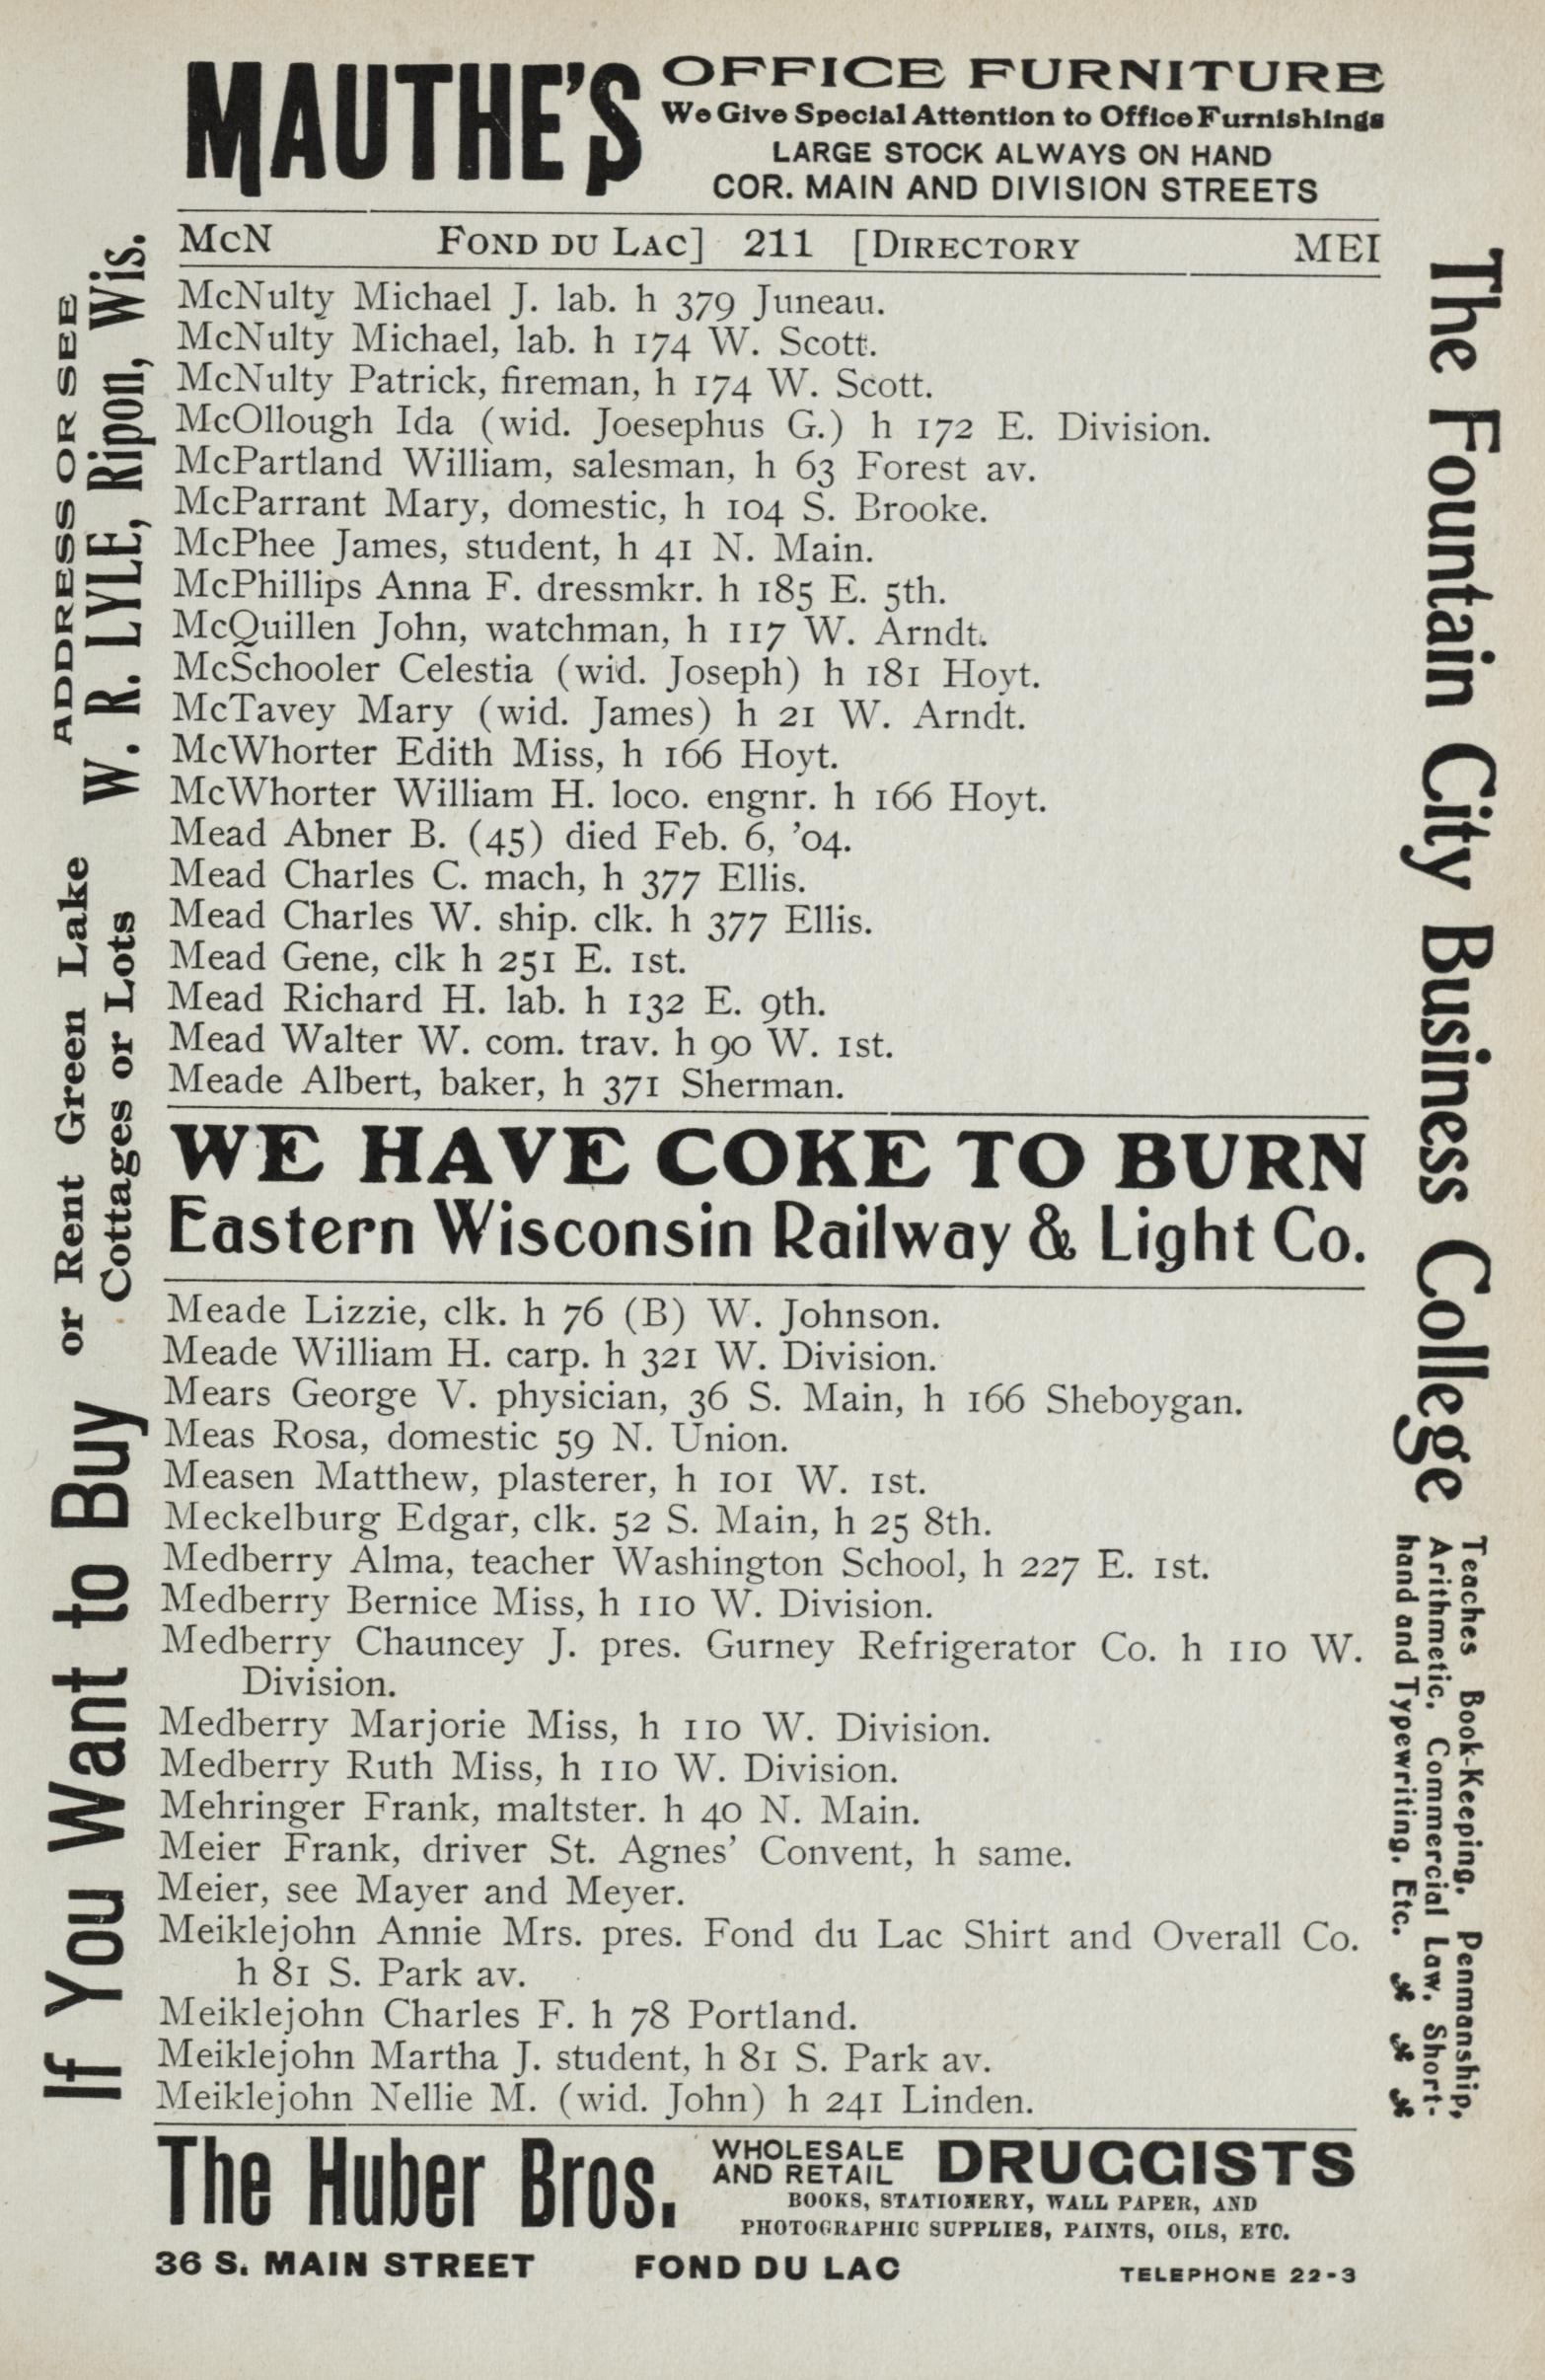 MAUTHE'S
OFFICE FURNITURE
We Give Special Attention to Office Furnishings
LARGE STOCK ALWAYS ON HAND
COR. MAIN AND DIVISION STREETS
McN FOND DU LAC] 211 [DIRECTORY MEI
McNulty Michael J. lab. h 379 Juneau.
McNulty Michael, lab. h 174 W. Scott.
McNulty Patrick, fireman, h 174 W. Scott.
McOllough Ida (wid. Joesephus G.) h 172 E. Division.
McPartland William, salesman, h 63 Forest av.
McParrant Mary, domestic, h 104 S. Brooke.
McPhee James, student, h 41 N. Main.
McPhillips Anna F. dressmkr. h 185 E. 5th.
McQuillen John, watchman, h 117 W. Arndt.
McSchooler Celestia (wid. Joseph) h 181 Hoyt.
McTavey Mary (wid. James) h 21 W. Arndt.
McWhorter Edith Miss, h 166 Hoyt.
McWhorter William H. loco. engnr. h 166 Hoyt.
Mead Abner B. (45) died Feb. 6, '04.
Mead Charles C. mach, h 377 Ellis.
Mead Charles W. ship. clk. h 377 Ellis.
Mead Gene, clk h 251 E. 1st.
Mead Richard H. lab. h 132 E. 9th.
Mead Walter W. com. trav. h 90 W. 1st.
Meade Albert, baker, h 371 Sherman.
WE HAVE COKE TO BURN
Eastern Wisconsin Railway & Light Co.
Meade Lizzie, clk. h 76 (B) W. Johnson.
Meade William H. carp. h 321 W. Division.
Mears George V. physician, 36 S. Main, h 166 Sheboygan.
Meas Rosa, domestic 59 N. Union.
Measen Matthew, plasterer, h 101 W. 1st.
Meckelburg Edgar, clk. 52 S. Main, h 25 8th.
Medberry Alma, teacher Washington School, h 227 E. 1st.
Medberry Bernice Miss, h 110 W. Division.
Medberry Chauncey J. pres. Gurney Refrigerator Co. h 110 W.
Division.
Medberry Marjorie Miss, h 110 W. Division.
Medberry Ruth Miss, h 110 W. Division.
Mehringer Frank, maltster. h 40 N. Main.
Meier Frank, driver St. Agnes' Convent, h same.
Meier, see Mayer and Meyer.
Meiklejohn Annie Mrs. pres. Fond du Lac Shirt and Overall Co.
h 81 S. Park av.
Meiklejohn Charles F. h 78 Portland.
Meiklejohn Martha J. student, h 81 S. Park av.
Meiklejohn Nellie M. (wid. John) h 241 Linden.
The Huber Bros.
WHOLESALE
AND RETAIL
DRUGGISTS
BOOKS, STATIONERY, WALL PAPER, AND
PHOTOGRAPHIC SUPPLIES, PAINTS, OILS, ETC.
36 S. MAIN STREET FOND DU LAC TELEPHONE 22-3
If You Want to Buy
or Rent Green Lake
Cottages or Lots
ADDRESS OR SEE
W. R. LYLE, Ripon, Wis.
The Fountain City Business College
Teaches Book-Keeping, Penmanship,
Arithmetic, Commercial Law, Short-
hand and Typewriting, Etc.